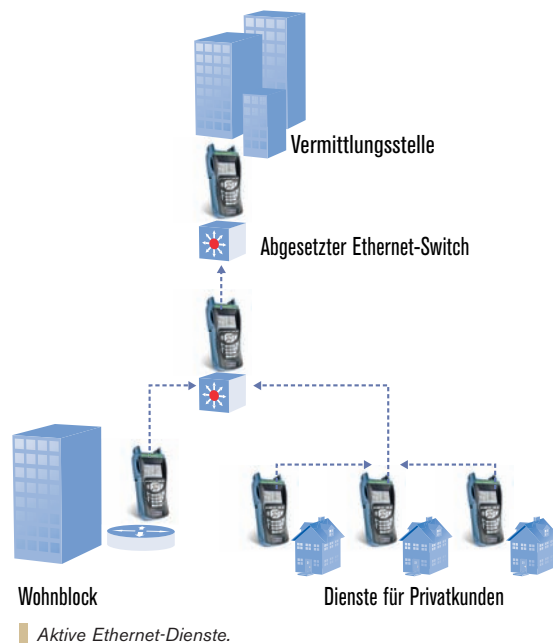 Vermittlungsstelle
Abgesetzter Ethernet-Switch
Wohnblock
Dienste für Privatkunden
Aktive Ethernet-Dienste.